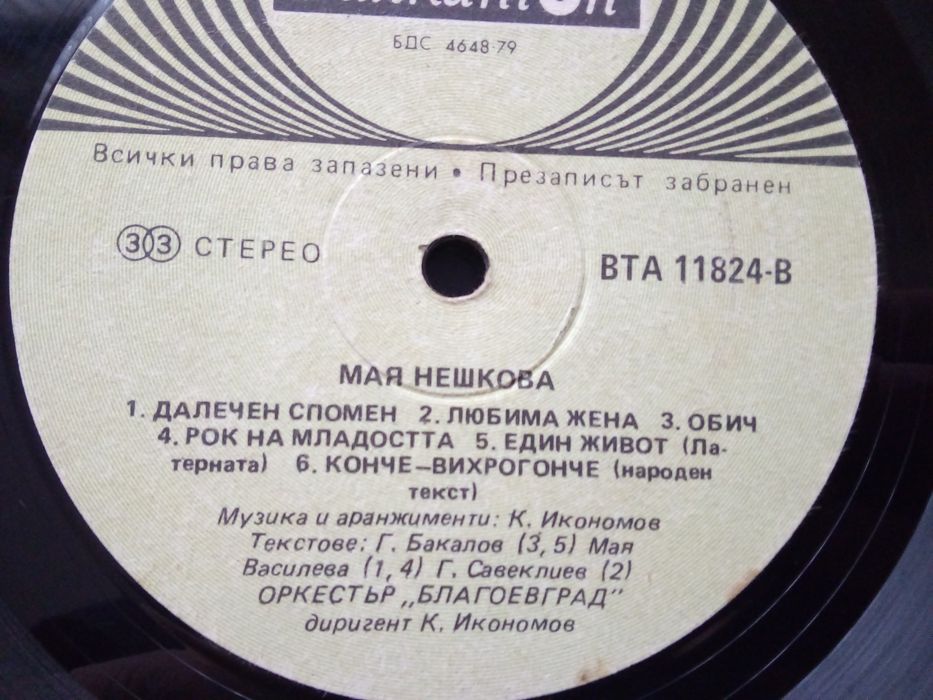 БДС 4648-79
Всички права запазени • Презаписът забранен
33 СТЕРЕО
ВТА 11824-В
МАЯ НЕШКОВА
1. ДАЛЕЧЕН СПОМЕН 2. ЛЮБИМА ЖЕНА 3. ОБИЧ
4. РОК НА МЛАДОСТТА 5. ЕДИН ЖИВОТ (Ла-
терната) 6. КОНЧЕ–ВИХРОГОНЧЕ (народен
текст)
Музика и аранжименти: К. Икономов
Текстове: Г. Бакалов (3, 5) Мая
Василева (1, 4) Г. Савеклиев (2)
ОРКЕСТЪР „БЛАГОЕВГРАД"
диригент К. Икономов